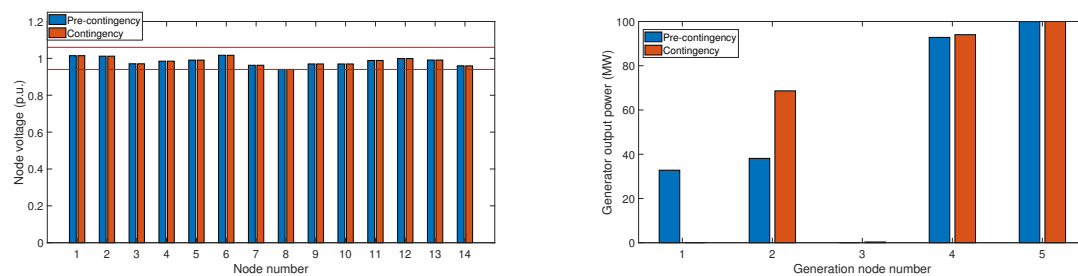 Pre-contingency
Contingency
1.2
1
0.8
0.6
0.4
0.2
0
Node voltage (p.u.)
1 2 3 4 5 6 7 8 9 10 11 12 13 14
Node number
Pre-contingency
Contingency
100
80
60
40
20
0
Generator output power (MW)
1 2 3 4 5
Generation node number